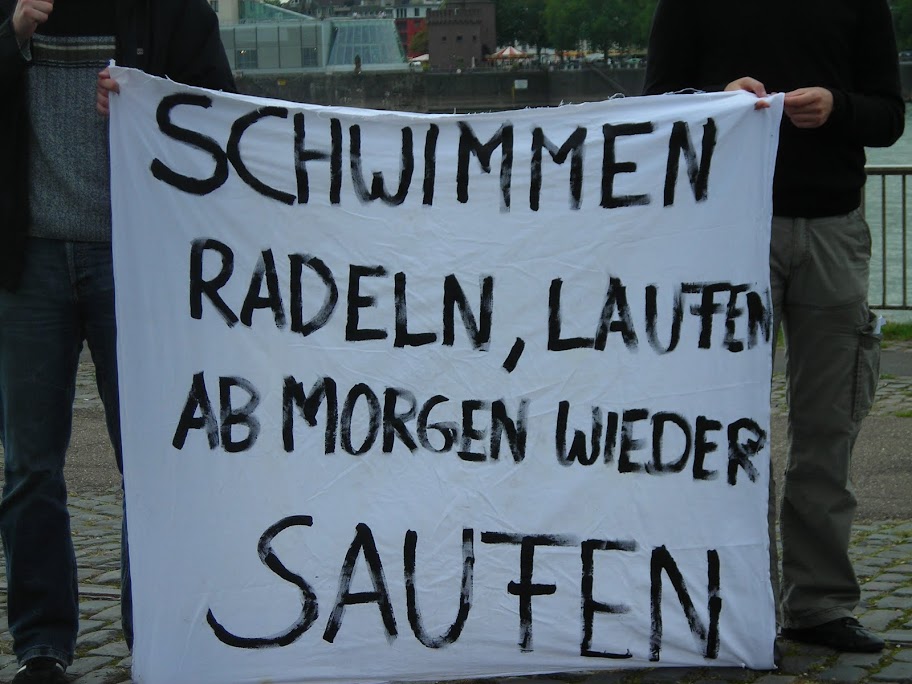 SCHWIMMEN
RADELN, LAUFEN
AB MORGEN WIEDER
SAUFEN